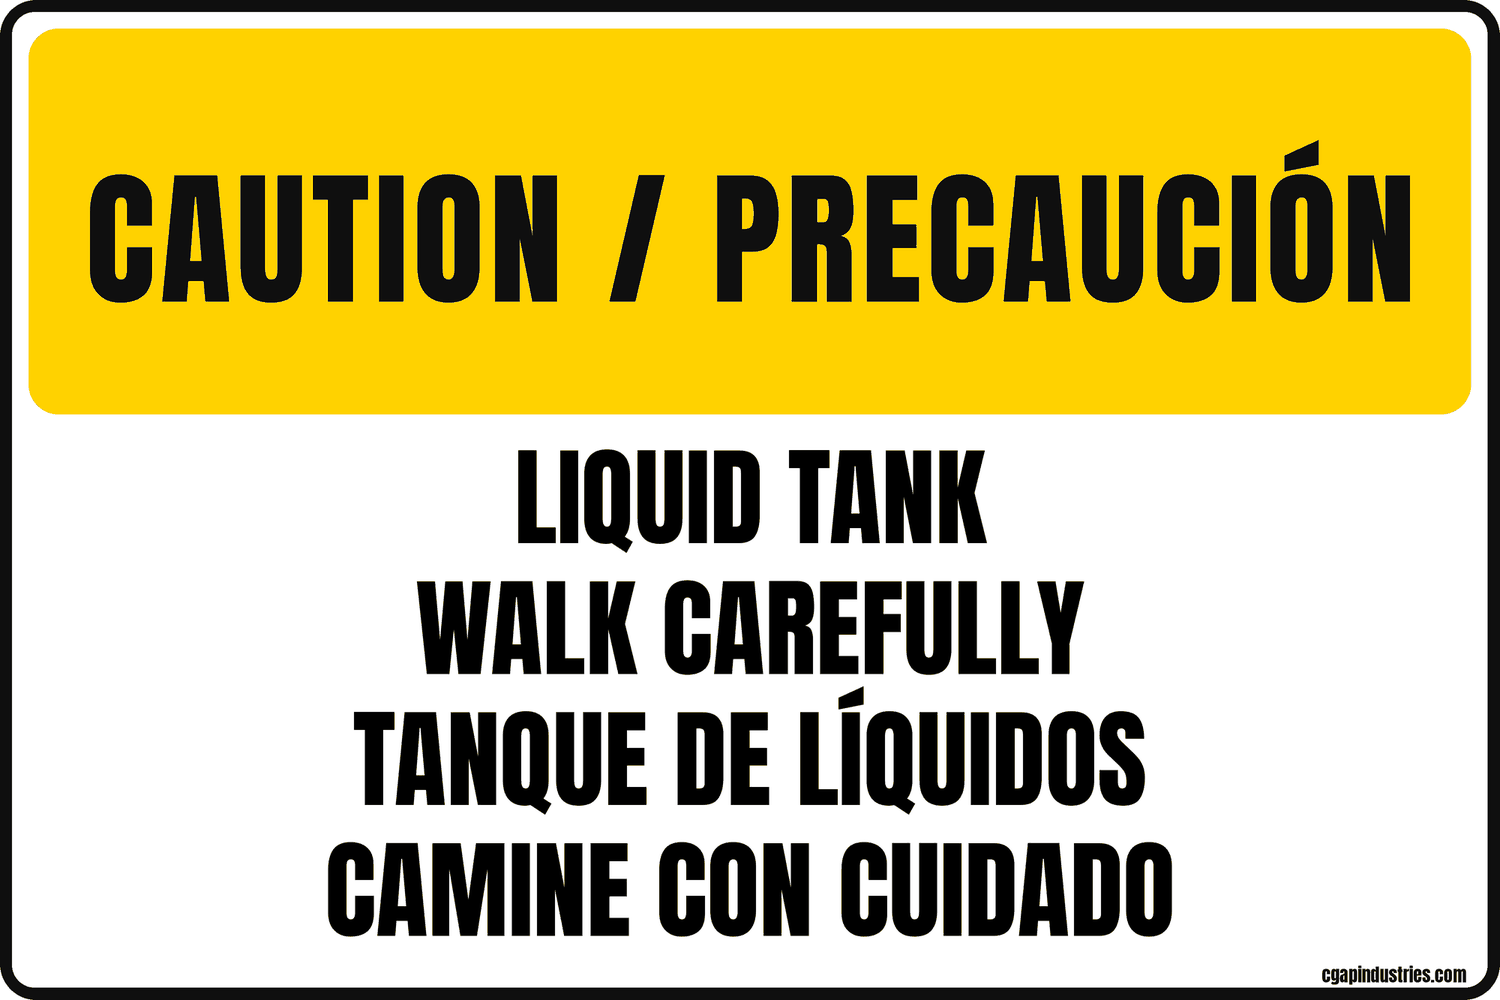 CAUTION / PRECAUCIÓN
LIQUID TANK
WALK CAREFULLY
TANQUE DE LÍQUIDOS
CAMINE CON CUIDADO
cgapindustries.com